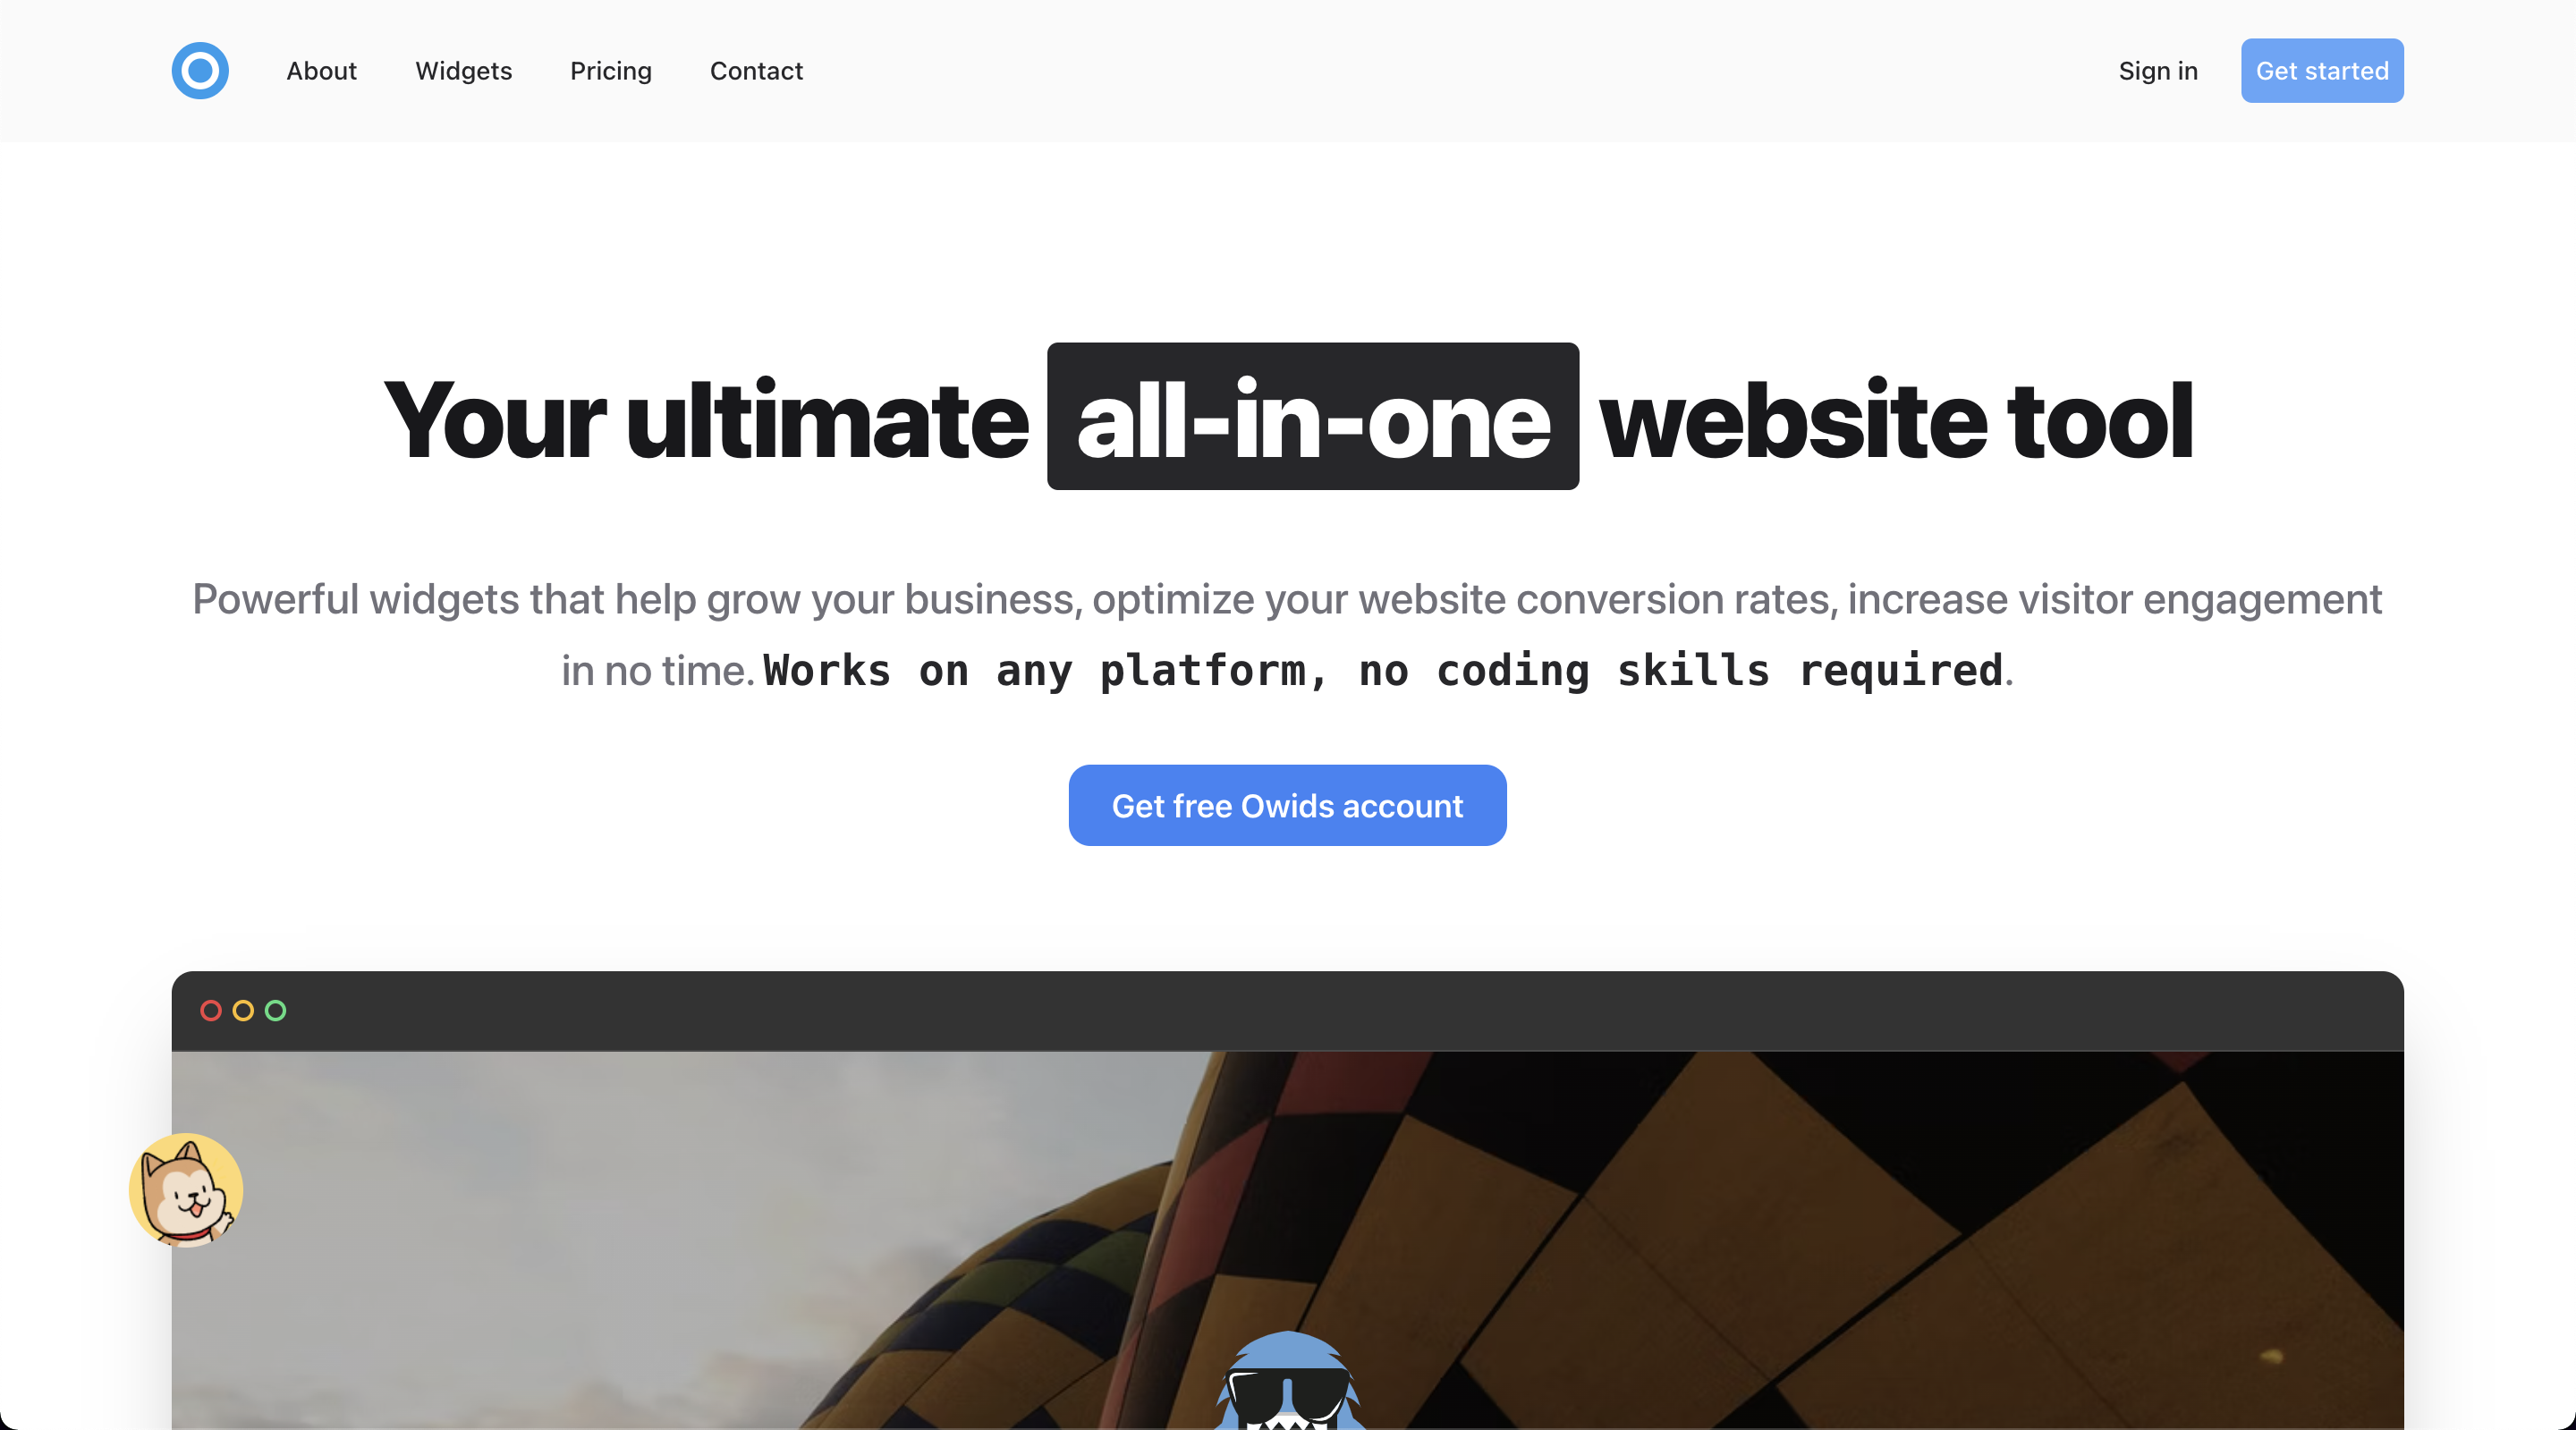 About Widgets Pricing Contact Sign in Get started
Your ultimate all-in-one website tool
Powerful widgets that help grow your business, optimize your website conversion rates, increase visitor engagement
in no time. Works on any platform, no coding skills required.
Get free Owids account